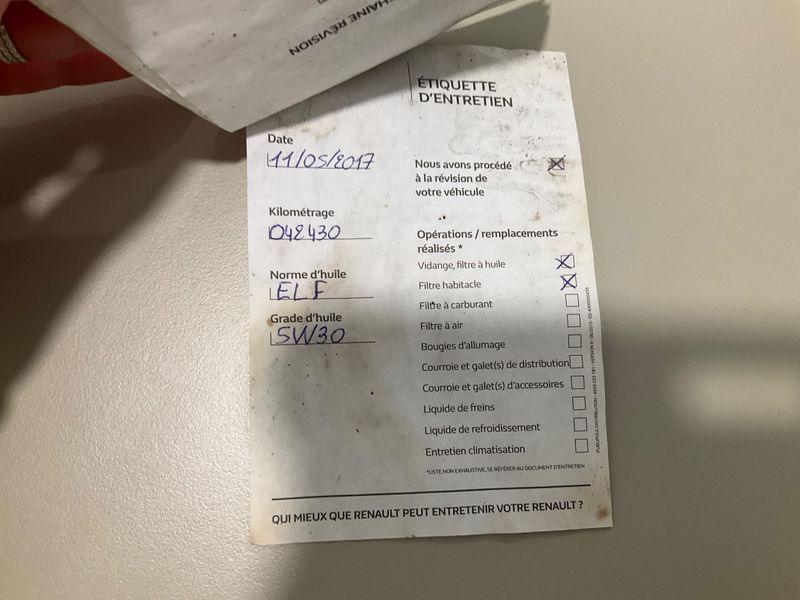 HAINE RÉVISION
ÉTIQUETTE
D'ENTRETIEN
Date
11/05/2017
Nous avons procédé
à la révision de
votre véhicule
Kilométrage
042430
Opérations / remplacements
réalisés *
Norme d'huile
ELF
Grade d'huile
5W30
Vidange, filtre à huile
Filtre habitacle
Filtre à carburant
Filtre à air
Bougies d'allumage
Courroie et galet(s) de distribution
Courroie et galet(s) d'accessoires
Liquide de freins
Liquide de refroidissement
Entretien climatisation
*LISTE NON EXHAUSTIVE, SE RÉFÉRER AU DOCUMENT D'ENTRETIEN
QUI MIEUX QUE RENAULT PEUT ENTRETENIR VOTRE RENAULT ?